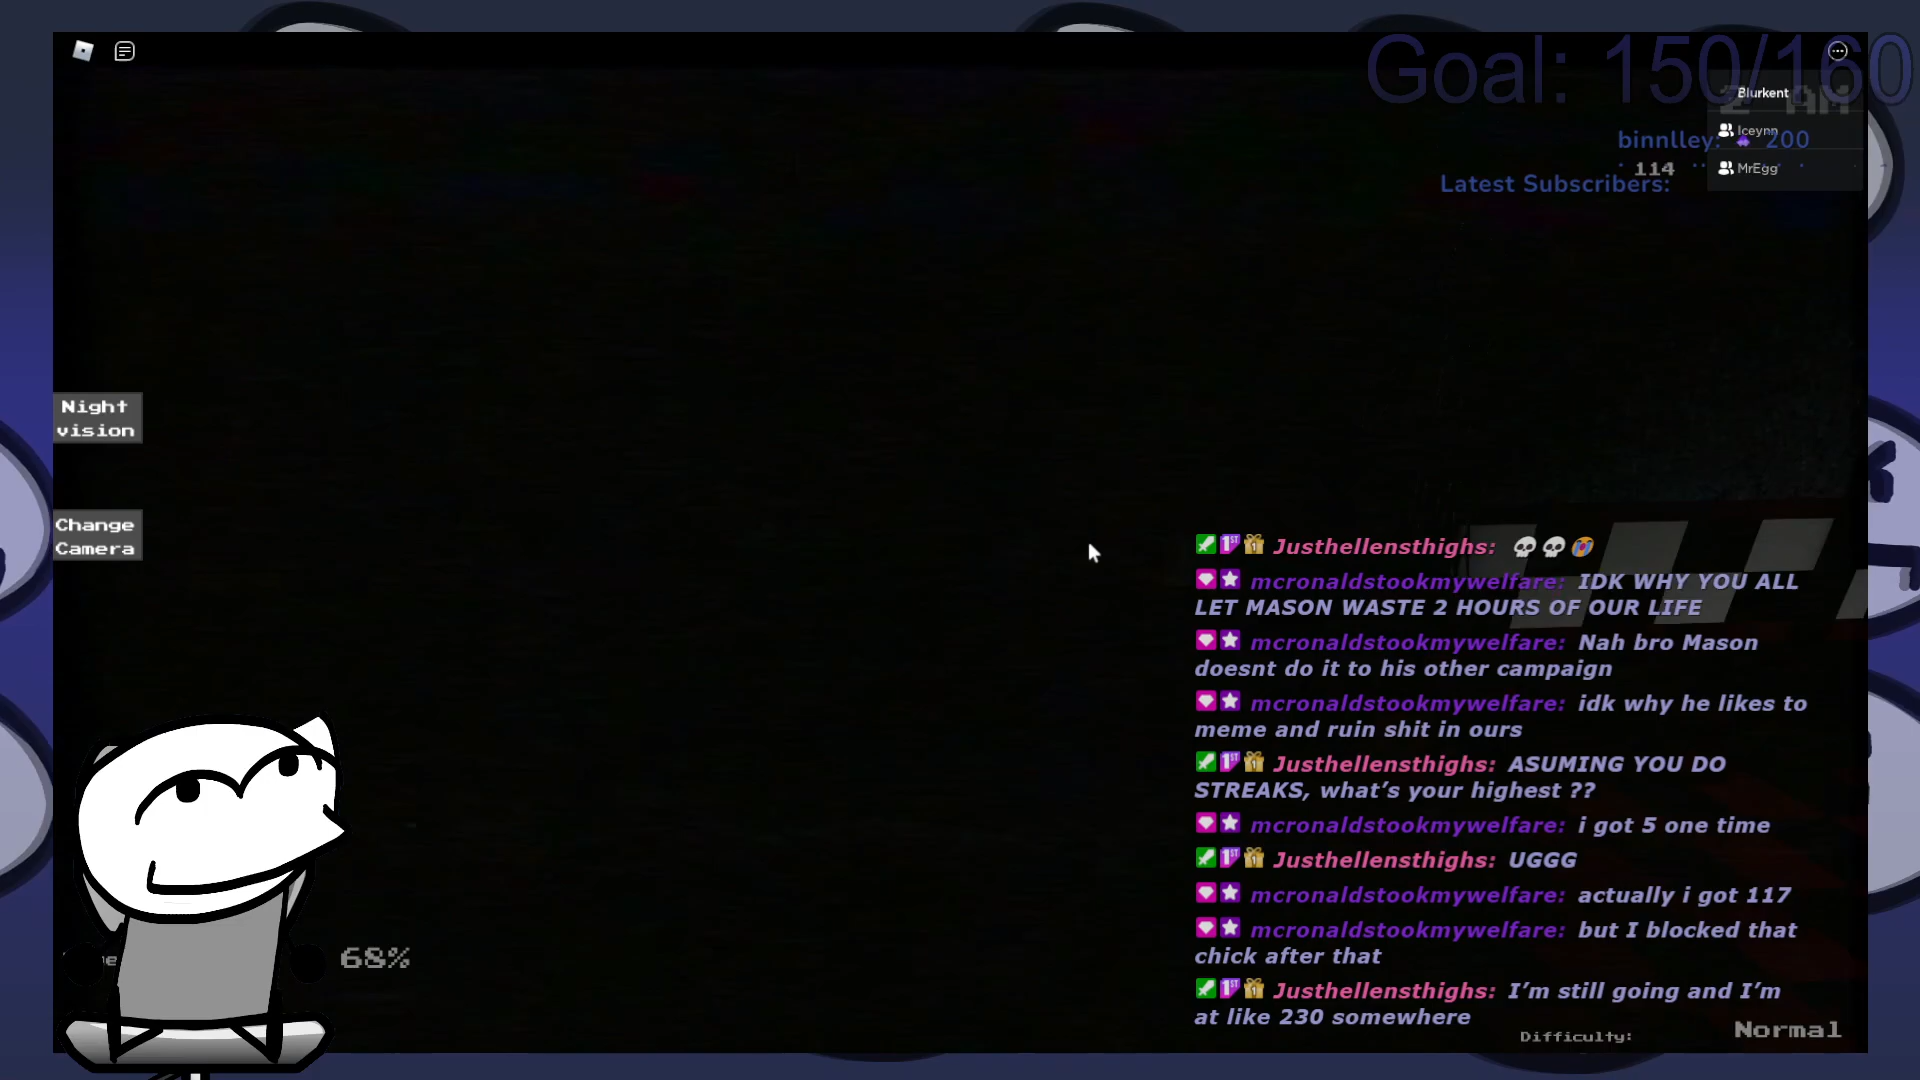 Goal: 150/160
Blurkent
2 AM
Iceynn
binnlley: 200
114
MrEgg
Latest Subscribers:
Night
vision
Change
Camera
Justhellensthighs:
mcronaldstookmywelfare: IDK WHY YOU ALL
LET MASON WASTE 2 HOURS OF OUR LIFE
mcronaldstookmywelfare: Nah bro Mason
doesnt do it to his other campaign
mcronaldstookmywelfare: idk why he likes to
meme and ruin shit in ours
Justhellensthighs: ASUMING YOU DO
STREAKS, what's your highest ??
mcronaldstookmywelfare: i got 5 one time
Justhellensthighs: UGGG
mcronaldstookmywelfare: actually i got 117
mcronaldstookmywelfare: but I blocked that
chick after that
68%
Justhellensthighs: I'm still going and I'm
at like 230 somewhere
Difficulty: Normal